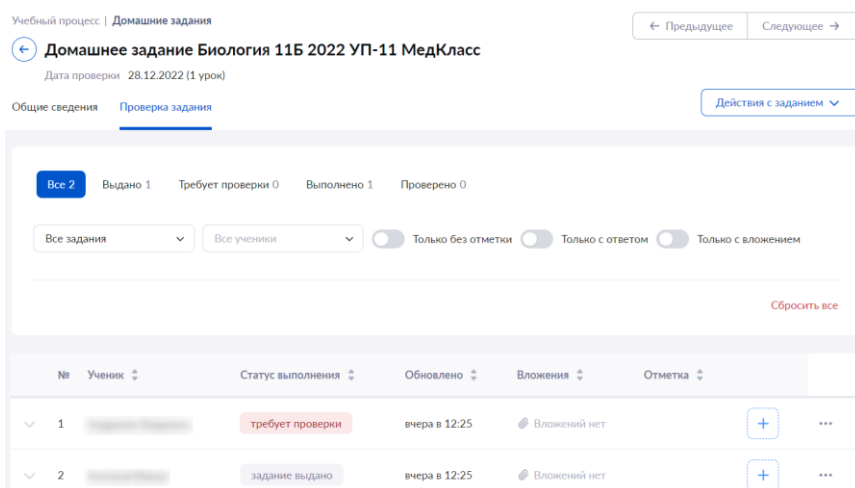 Учебный процесс | Домашние задания
← Предыдущее Следующее →
Домашнее задание Биология 11Б 2022 УП-11 МедКласс
Дата проверки 28.12.2022 (1 урок)
Общие сведения Проверка задания Действия с заданием
Все 2 Выдано 1 Требует проверки 0 Выполнено 1 Проверено 0
Все задания Все ученики Только без отметки Только с ответом Только с вложением
Сбросить все
№ Ученик Статус выполнения Обновлено Вложения Отметка
1 требует проверки вчера в 12:25 Вложений нет + ...
2 задание выдано вчера в 12:25 Вложений нет + ...